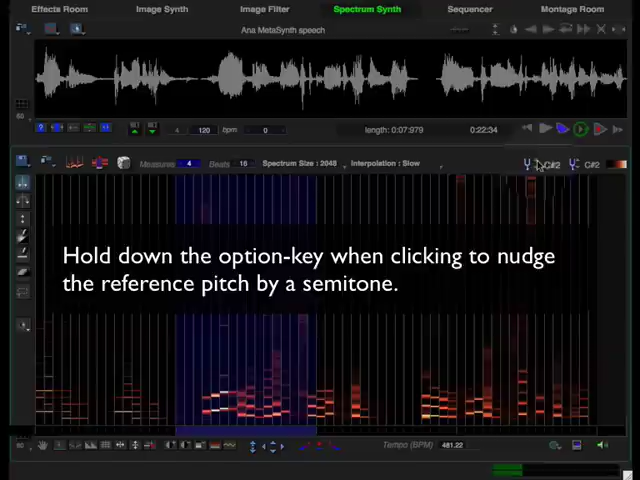 Effects Room Image Synth Image Filter Spectrum Synth Sequencer Montage Room
Ana MetaSynth speech
60
4 120 bpm 0 length: 0:07:979 0:22:34
Measures 4 Beats 16 Spectrum Size : 2048 Interpolation : Slow C#2 C#2
Hold down the option-key when clicking to nudge
the reference pitch by a semitone.
Tempo (BPM) 481.22